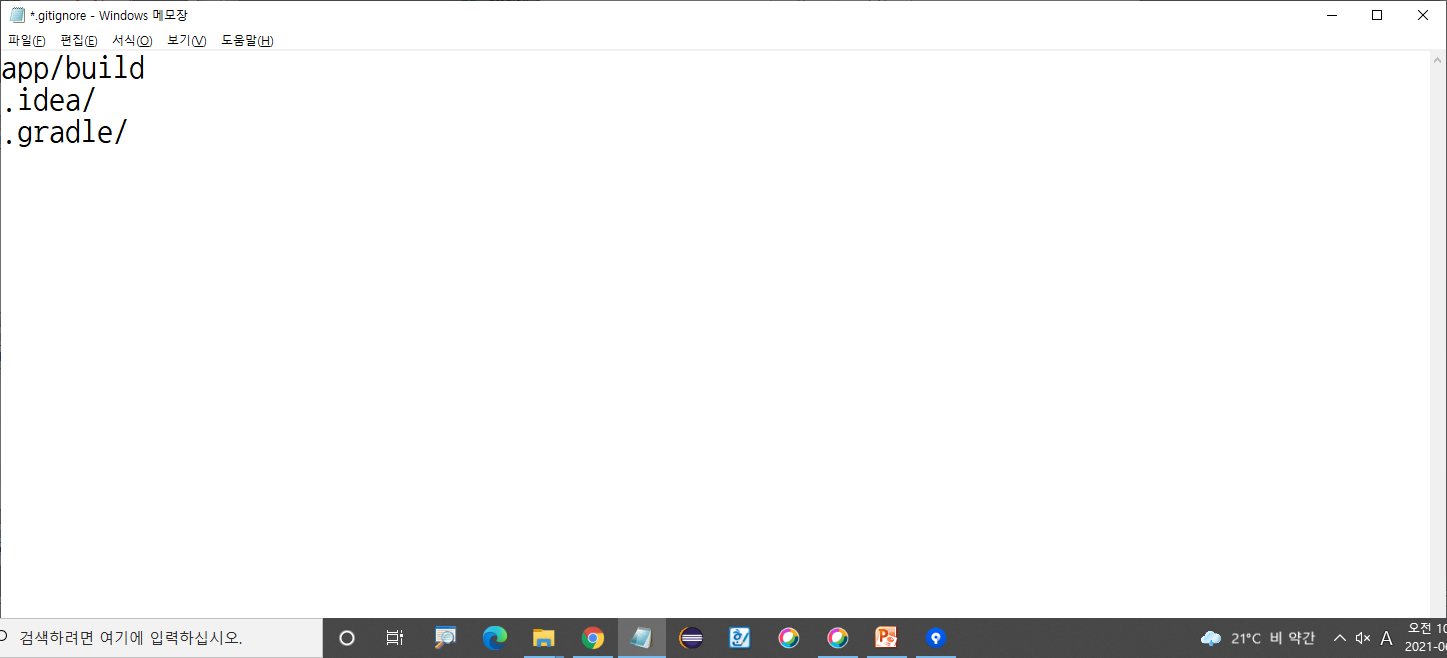 *.gitignore - Windows 메모장
파일(F) 편집(E) 서식(O) 보기(V) 도움말(H)
app/build
.idea/
.gradle/
검색하려면 여기에 입력하십시오.
21°C 비 약간
A
오전 10
2021-0